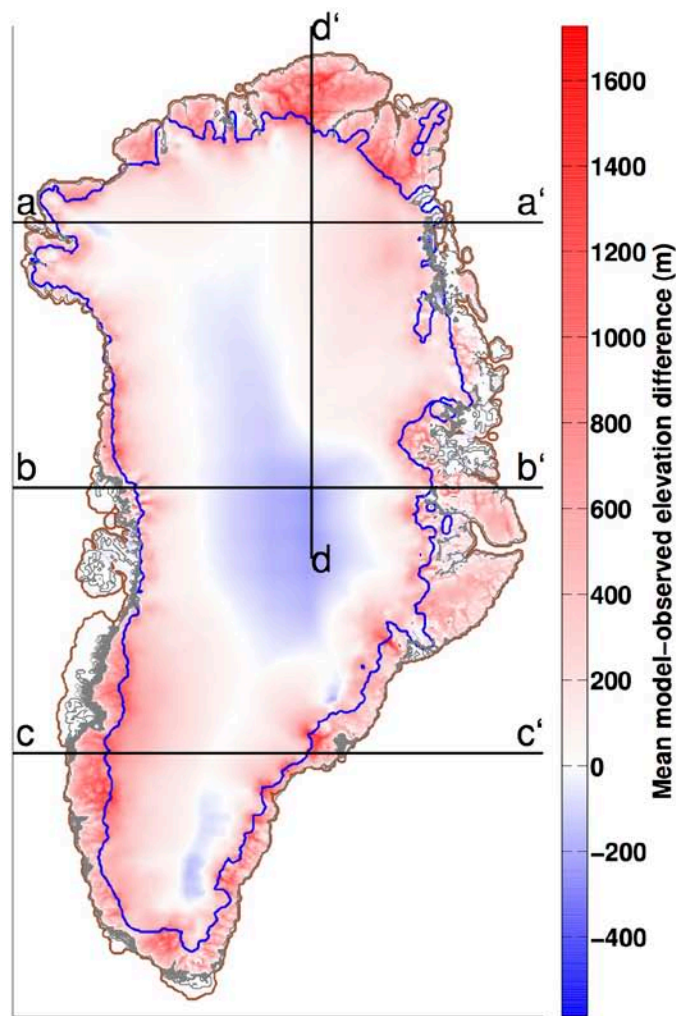 d‘
a
a‘
b
b‘
d
c
c‘
1600
1400
1200
1000
800
600
400
200
0
−200
−400
Mean model−observed elevation difference (m)